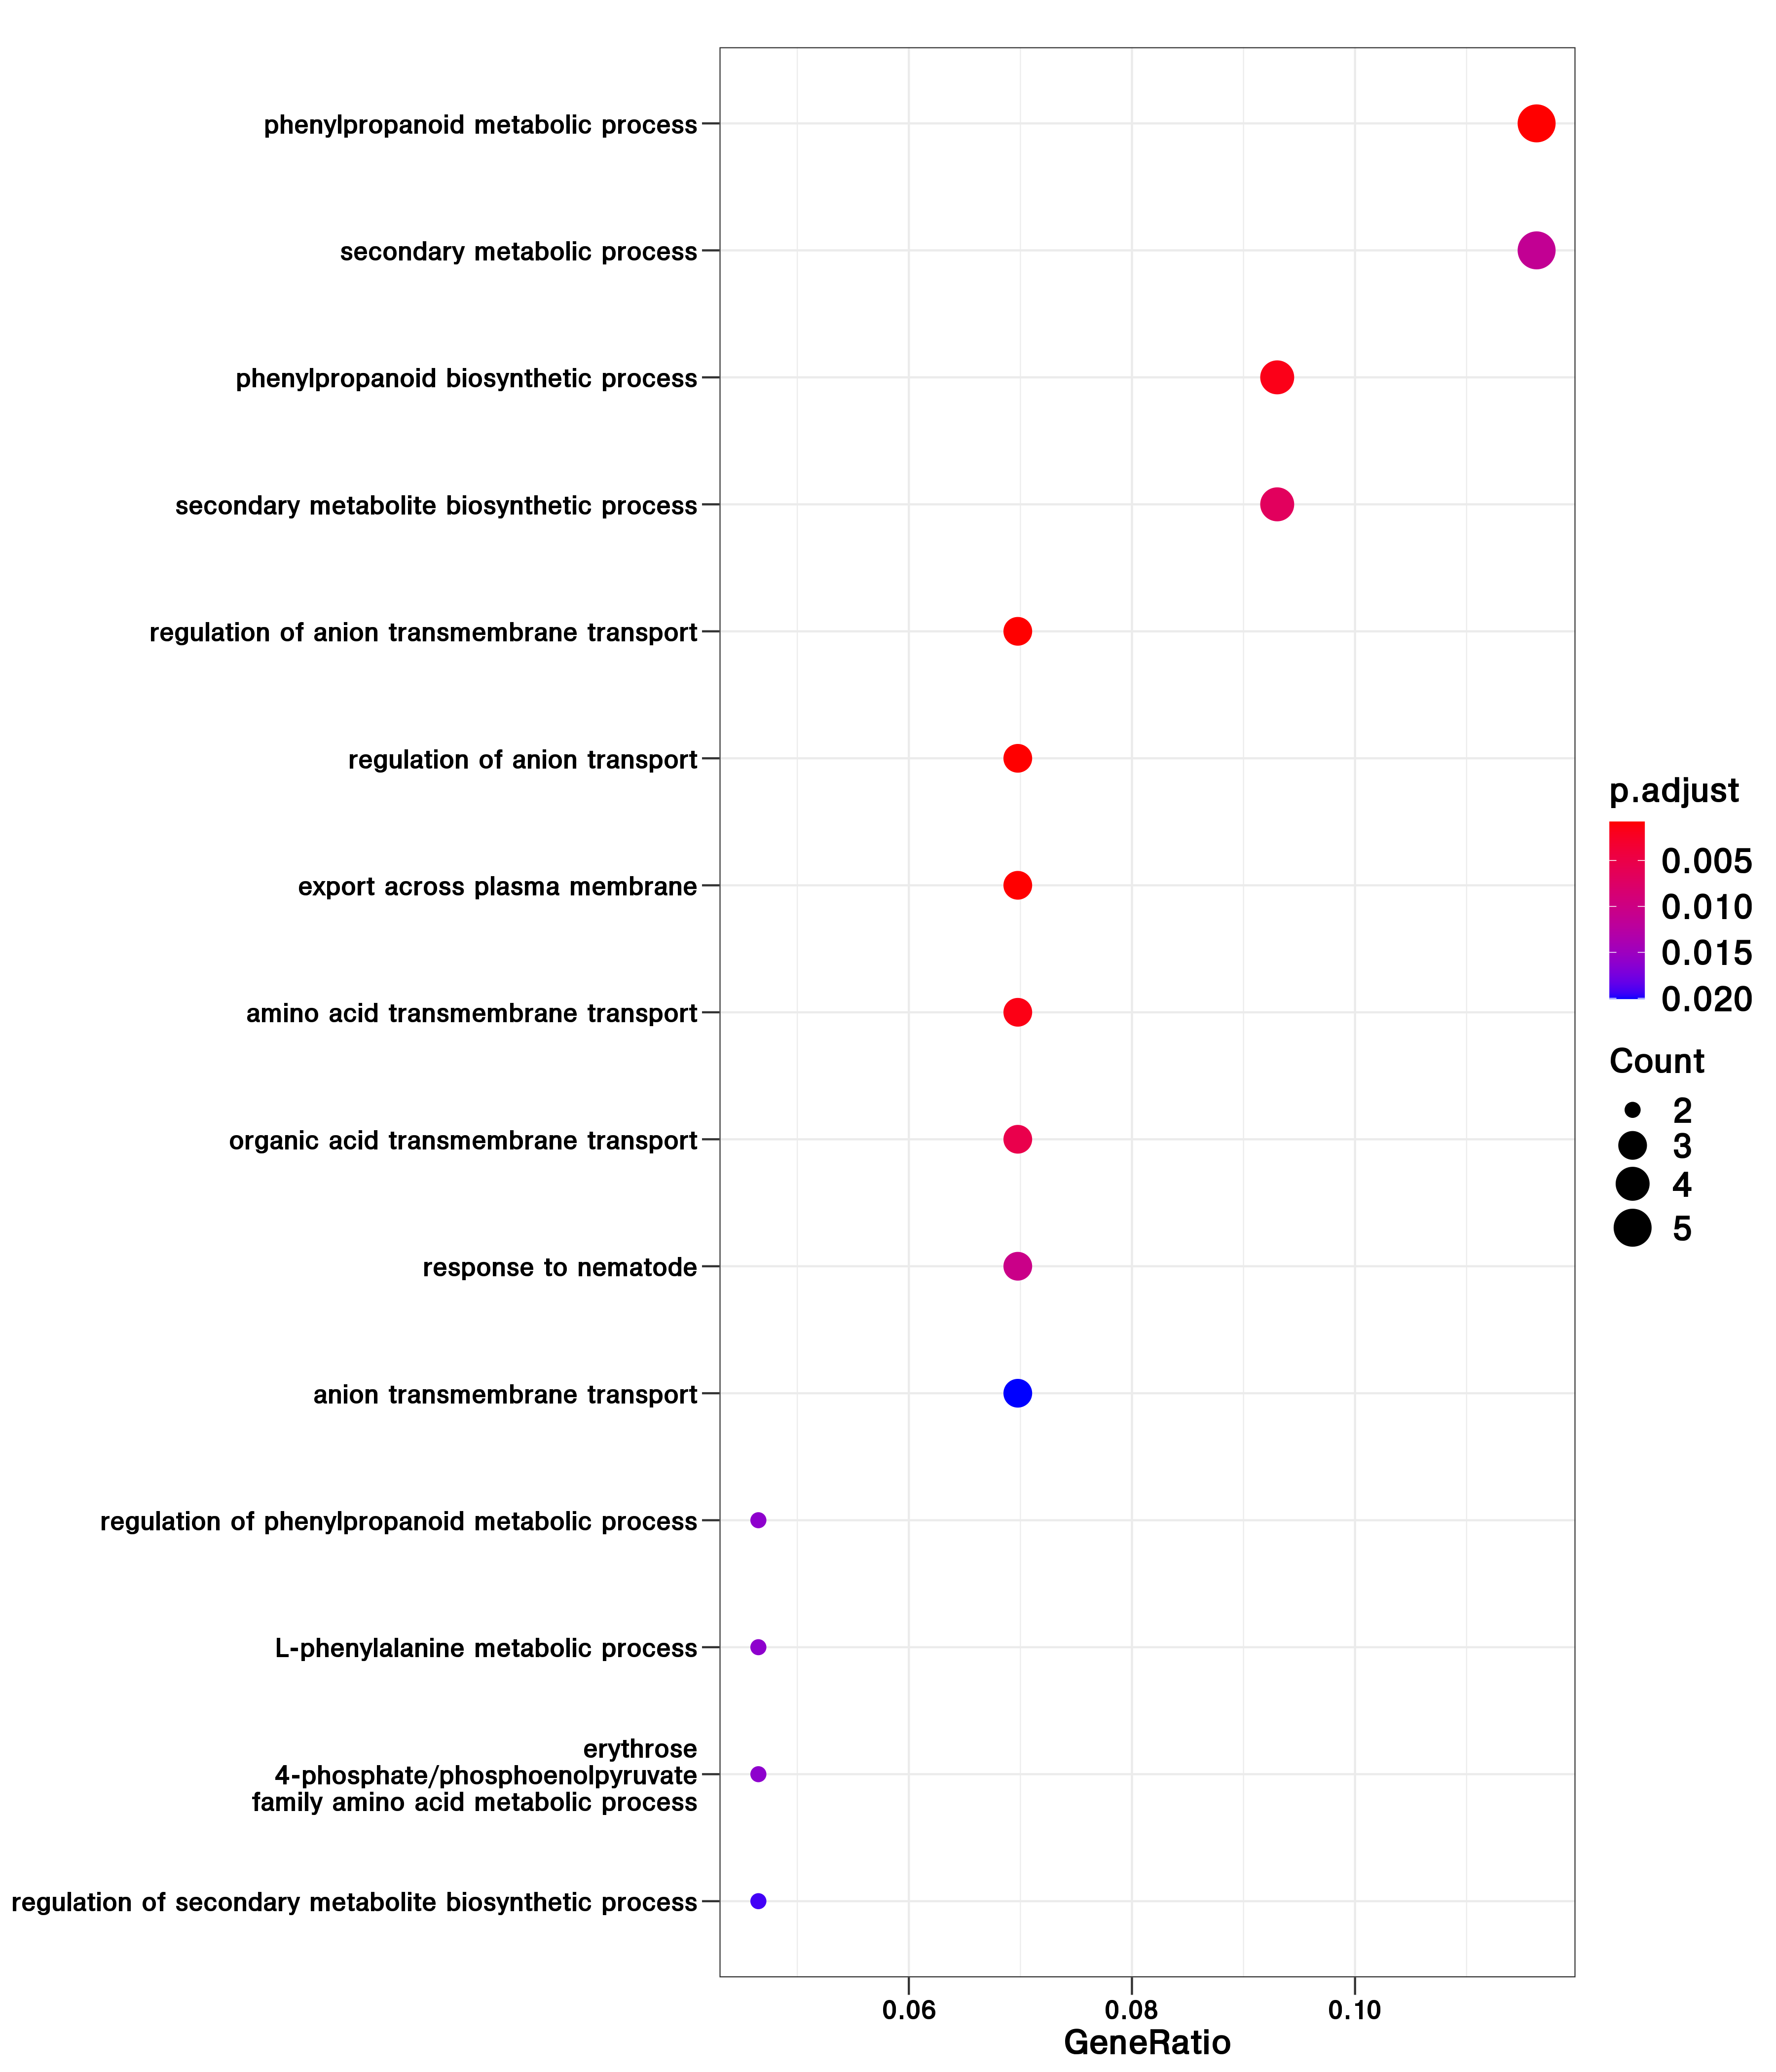 phenylpropanoid metabolic process
secondary metabolic process
phenylpropanoid biosynthetic process
secondary metabolite biosynthetic process
regulation of anion transmembrane transport
regulation of anion transport
export across plasma membrane
amino acid transmembrane transport
organic acid transmembrane transport
response to nematode
anion transmembrane transport
regulation of phenylpropanoid metabolic process
L-phenylalanine metabolic process
erythrose
4-phosphate/phosphoenolpyruvate
family amino acid metabolic process
regulation of secondary metabolite biosynthetic process
0.06 0.08 0.10
GeneRatio
p.adjust
0.005
0.010
0.015
0.020
Count
2
3
4
5